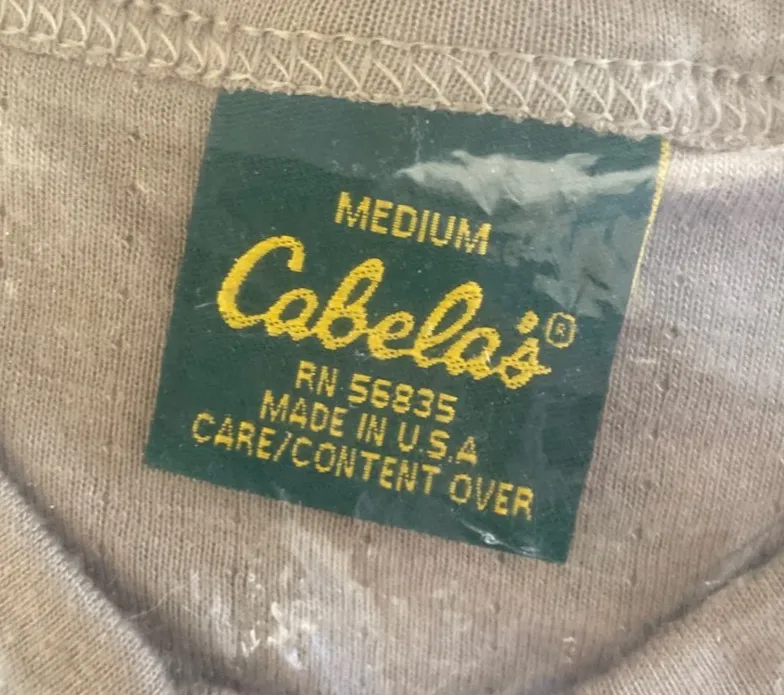 MEDIUM
Cabela's®
RN 56835
MADE IN U.S.A
CARE/CONTENT OVER